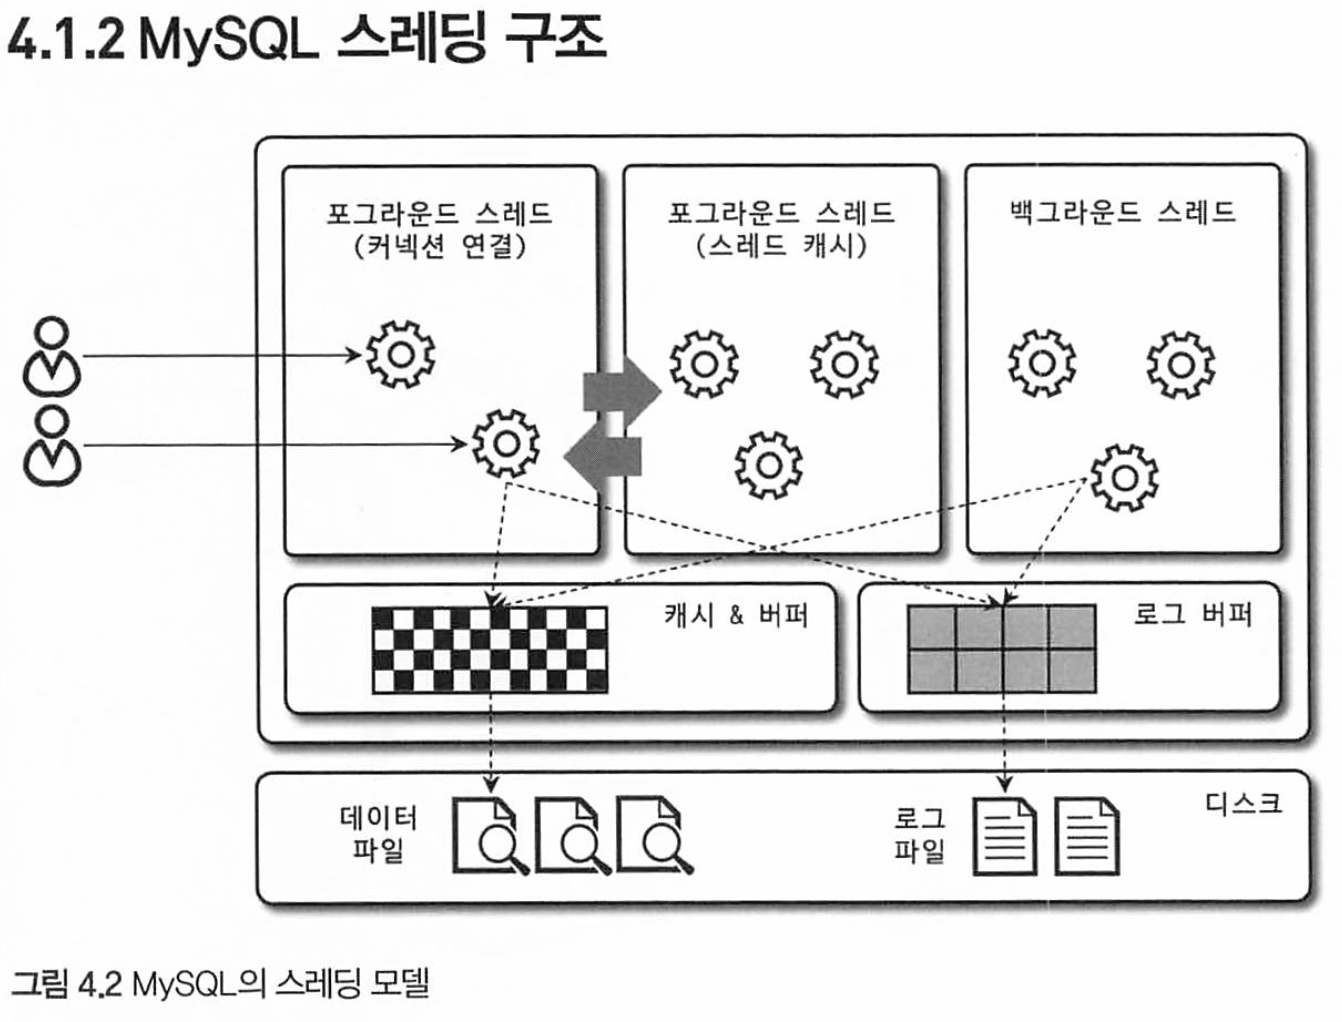 4.1.2 MySQL 스레딩 구조
포그라운드 스레드
(커넥션 연결)
포그라운드 스레드
(스레드 캐시)
백그라운드 스레드
캐시 & 버퍼
로그 버퍼
데이터
파일
로그
파일
디스크
그림 4.2 MySQL의 스레딩 모델